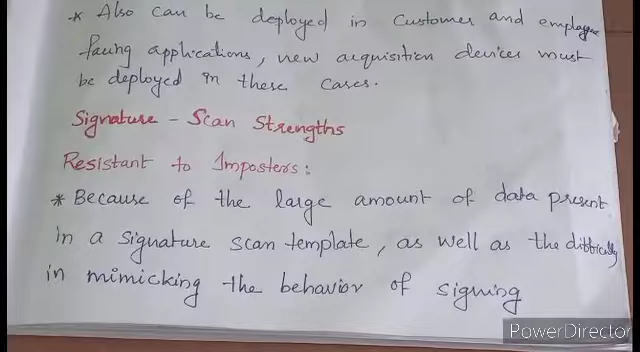 * Also can be deployed in customer and employee
facing applications, new acquisition devices must
be deployed in these cases.
Signature - Scan Strengths
Resistant to Imposters:
* Because of the large amount of data present
in a signature scan template, as well as the difficulty
in mimicking the behavior of signing
PowerDirector